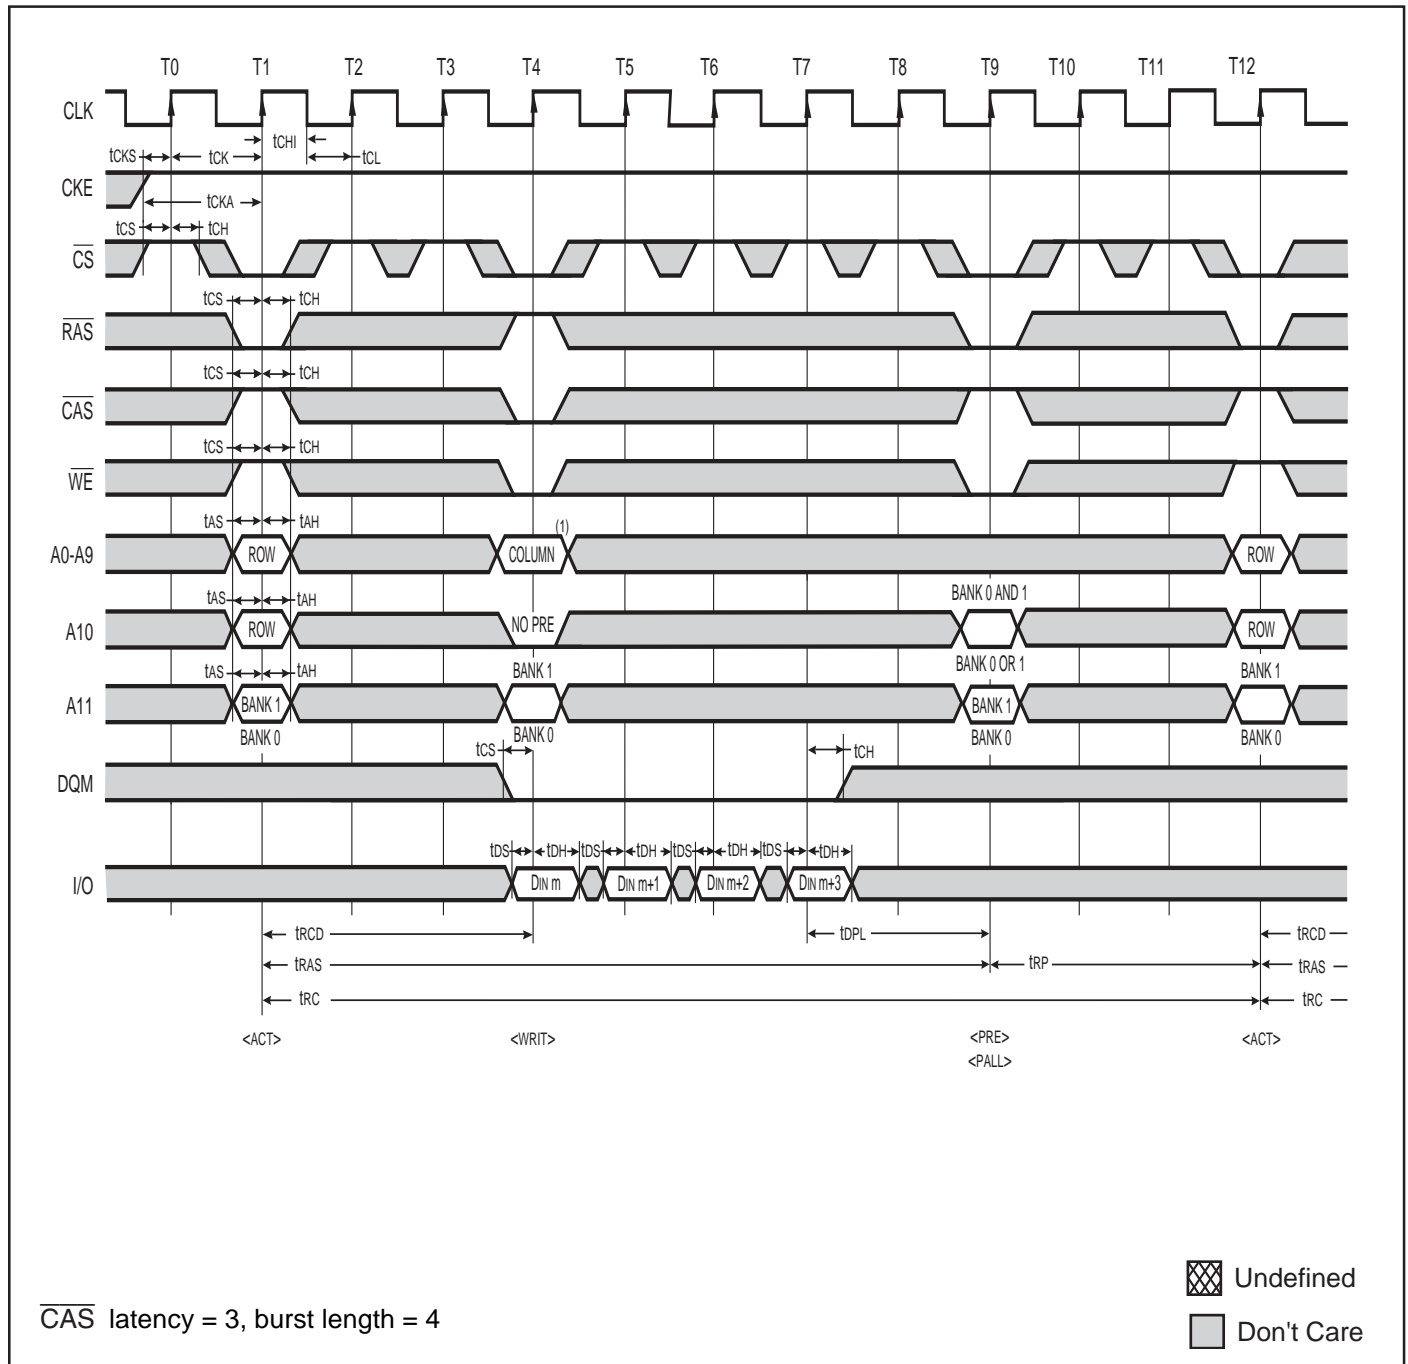 T0 T1 T2 T3 T4 T5 T6 T7 T8 T9 T10 T11 T12
CLK
tCHI
tCKS tCK tCL
CKE
tCKA
tCS tCH
CS
tCS tCH
RAS
tCS tCH
CAS
tCS tCH
WE
tAS tAH (1)
A0-A9 ROW COLUMN ROW
tAS tAH BANK 0 AND 1
A10 ROW NO PRE ROW
tAS tAH BANK 1 BANK 0 OR 1 BANK 1
A11 BANK 1 BANK 1
BANK 0 BANK 0 BANK 0 BANK 0
tCS tCH
DQM
tDS tDH tDS tDH tDS tDH tDS tDH
I/O DIN m DIN m+1 DIN m+2 DIN m+3
tRCD tDPL tRCD
tRAS tRP tRAS
tRC tRC
<ACT> <WRIT> <PRE> <ACT>
<PALL>
Undefined
CAS latency = 3, burst length = 4
Don't Care